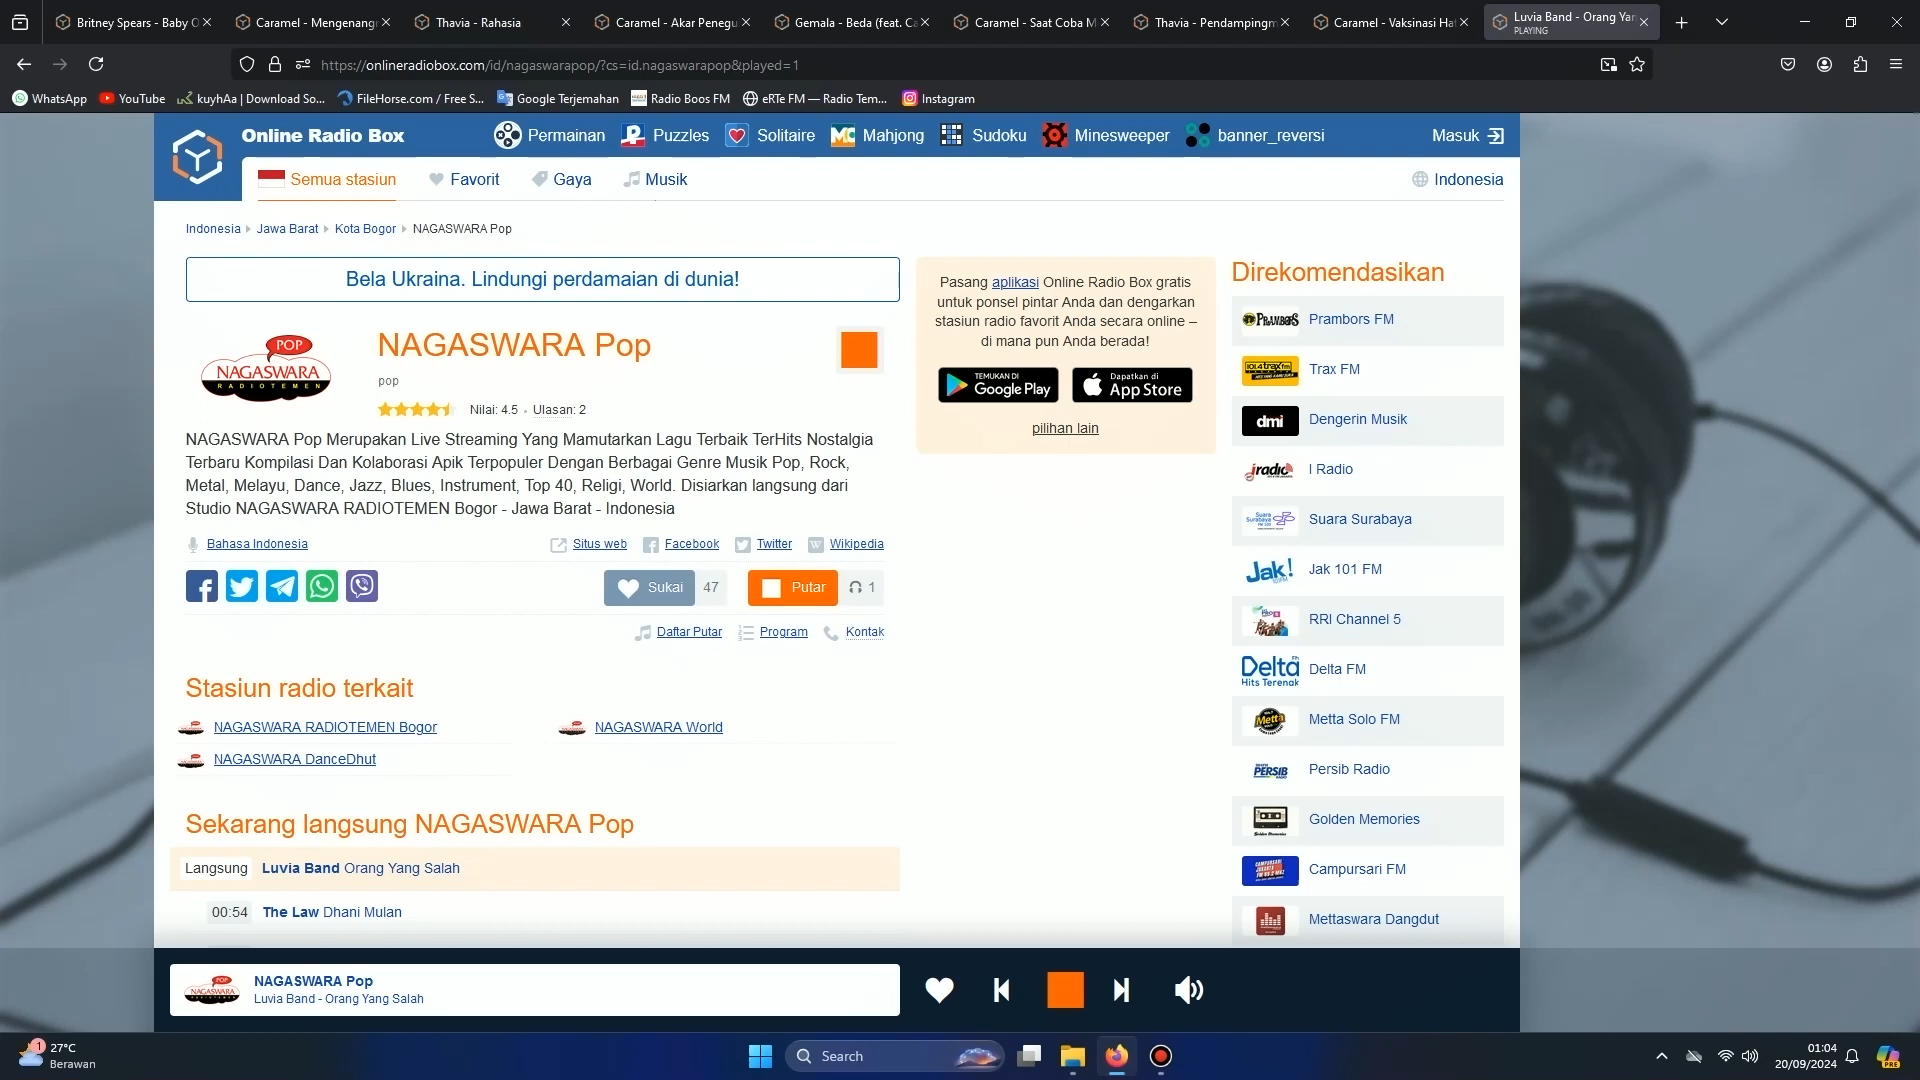 Britney Spears - Baby O
Caramel - Mengenang
Thavia - Rahasia
Caramel - Akar Penegu
Gemala - Beda (feat. Ca
Caramel - Saat Coba M
Thavia - Pendampingm
Caramel - Vaksinasi Hat
Luvia Band - Orang Yan
PLAYING
https://onlineradiobox.com/id/nagaswarapop/?cs=id.nagaswarapop&played=1
WhatsApp
YouTube
kuyhAa | Download So...
FileHorse.com / Free S...
Google Terjemahan
Radio Boos FM
eRTe FM — Radio Tem...
Instagram
Online Radio Box
Permainan
Puzzles
Solitaire
Mahjong
Sudoku
Minesweeper
banner_reversi
Masuk
Semua stasiun
Favorit
Gaya
Musik
Indonesia
Indonesia
Jawa Barat
Kota Bogor
NAGASWARA Pop
Bela Ukraina. Lindungi perdamaian di dunia!
POP
NAGASWARA
RADIOTEMEN
NAGASWARA Pop
pop
Nilai: 4.5
Ulasan: 2
NAGASWARA Pop Merupakan Live Streaming Yang Mamutarkan Lagu Terbaik TerHits Nostalgia
Terbaru Kompilasi Dan Kolaborasi Apik Terpopuler Dengan Berbagai Genre Musik Pop, Rock,
Metal, Melayu, Dance, Jazz, Blues, Instrument, Top 40, Religi, World. Disiarkan langsung dari
Studio NAGASWARA RADIOTEMEN Bogor - Jawa Barat - Indonesia
Bahasa Indonesia
Situs web
Facebook
Twitter
Wikipedia
Sukai
47
Putar
1
Daftar Putar
Program
Kontak
Stasiun radio terkait
NAGASWARA RADIOTEMEN Bogor
NAGASWARA World
NAGASWARA DanceDhut
Sekarang langsung NAGASWARA Pop
Langsung
Luvia Band Orang Yang Salah
00:54
The Law Dhani Mulan
Pasang aplikasi Online Radio Box gratis
untuk ponsel pintar Anda dan dengarkan
stasiun radio favorit Anda secara online –
di mana pun Anda berada!
TEMUKAN DI
Google Play
Dapatkan di
App Store
pilihan lain
Direkomendasikan
Prambors FM
Trax FM
dmi
Dengerin Musik
I Radio
Suara Surabaya
Jak 101 FM
RRI Channel 5
Delta
Hits Terenak
Delta FM
Metta Solo FM
Persib Radio
Golden Memories
Campursari FM
Mettaswara Dangdut
NAGASWARA Pop
Luvia Band - Orang Yang Salah
1
27°C
Berawan
Search
01:04
20/09/2024
PRE